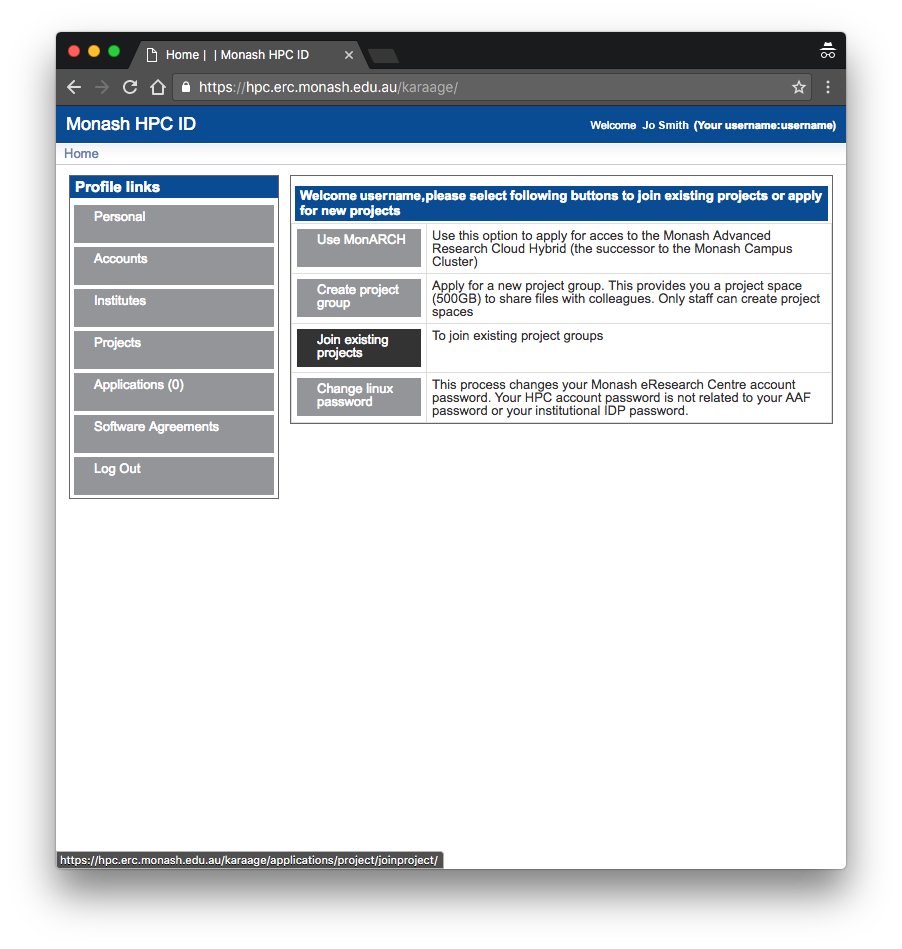 Home | | Monash HPC ID
https://hpc.erc.monash.edu.au/karaage/
Monash HPC ID
Welcome Jo Smith (Your username:username)
Home
Profile links
Personal
Accounts
Institutes
Projects
Applications (0)
Software Agreements
Log Out
Welcome username,please select following buttons to join existing projects or apply
for new projects
Use MonARCH
Use this option to apply for acces to the Monash Advanced
Research Cloud Hybrid (the successor to the Monash Campus
Cluster)
Create project
group
Apply for a new project group. This provides you a project space
(500GB) to share files with colleagues. Only staff can create project
spaces
Join existing
projects
To join existing project groups
Change linux
password
This process changes your Monash eResearch Centre account
password. Your HPC account password is not related to your AAF
password or your institutional IDP password.
https://hpc.erc.monash.edu.au/karaage/applications/project/joinproject/